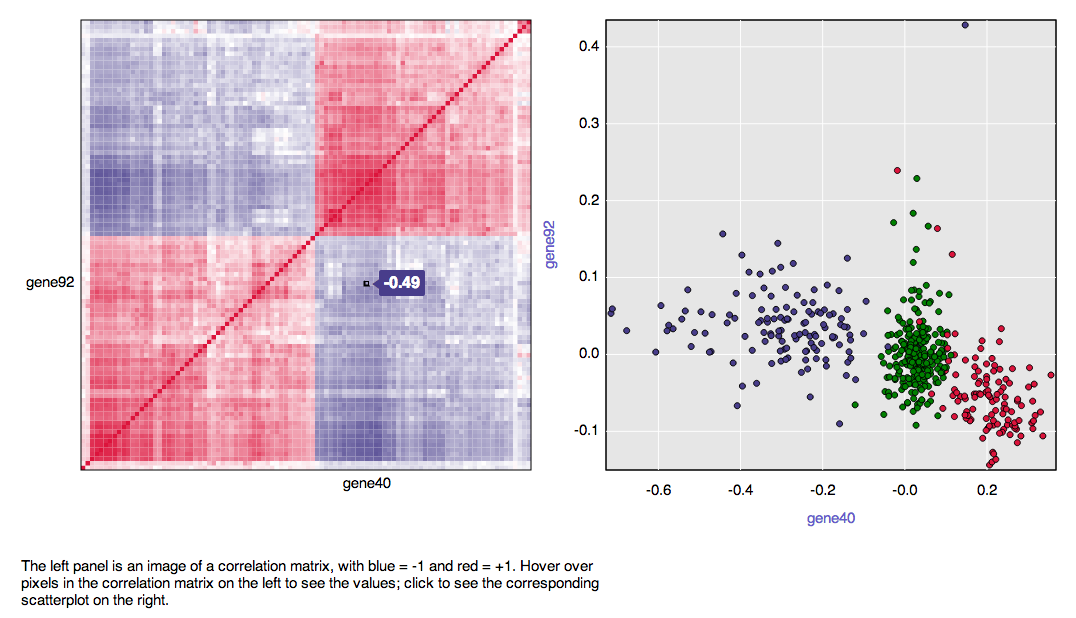 gene92
-0.49
gene40
0.4
0.3
0.2
0.1
0.0
-0.1
gene92
-0.6 -0.4 -0.2 -0.0 0.2
gene40
The left panel is an image of a correlation matrix, with blue = -1 and red = +1. Hover over
pixels in the correlation matrix on the left to see the values; click to see the corresponding
scatterplot on the right.